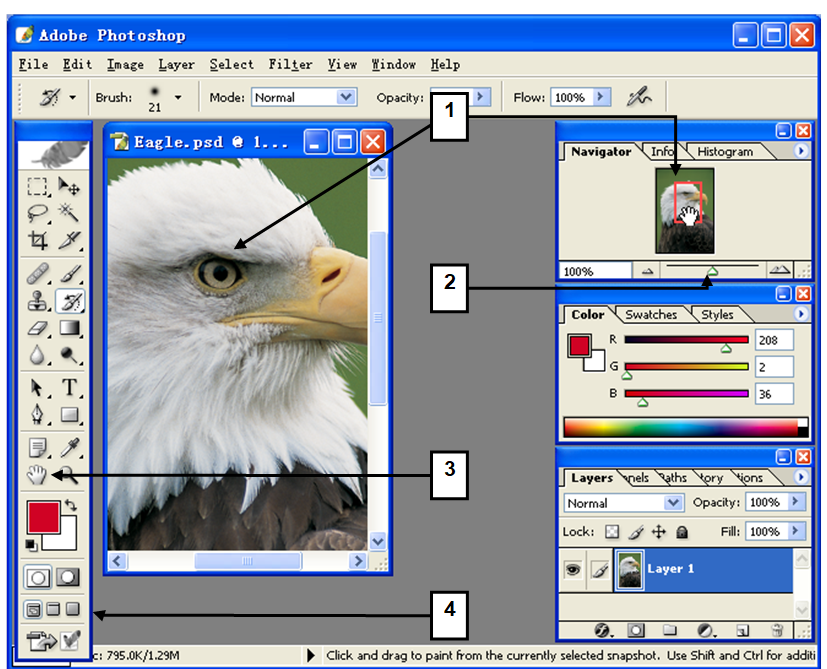 Adobe Photoshop
File Edit Image Layer Select Filter View Window Help
Brush: 21 Mode: Normal Opacity: Flow: 100%
1
Eagle.psd @ 1...
Navigator Info Histogram
2
100%
Color Swatches Styles
R 208
G 2
B 36
T
3
Layers nnels Paths tory tions
Normal Opacity: 100%
Lock: Fill: 100%
Layer 1
4
c: 795.0K/1.29M Click and drag to paint from the currently selected snapshot. Use Shift and Ctrl for additi